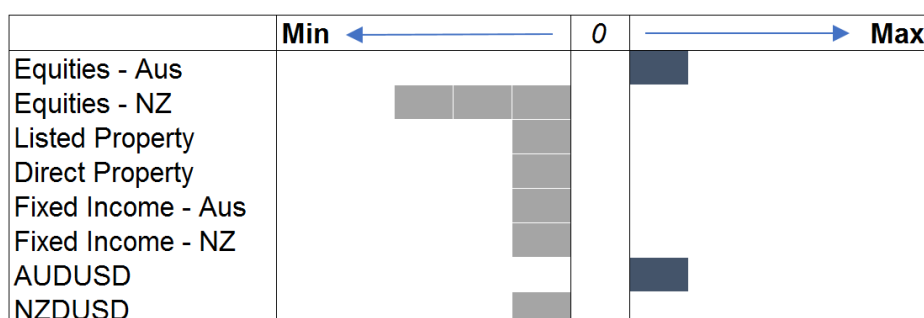 Min 0 Max
Equities - Aus
Equities - NZ
Listed Property
Direct Property
Fixed Income - Aus
Fixed Income - NZ
AUDUSD
NZDUSD